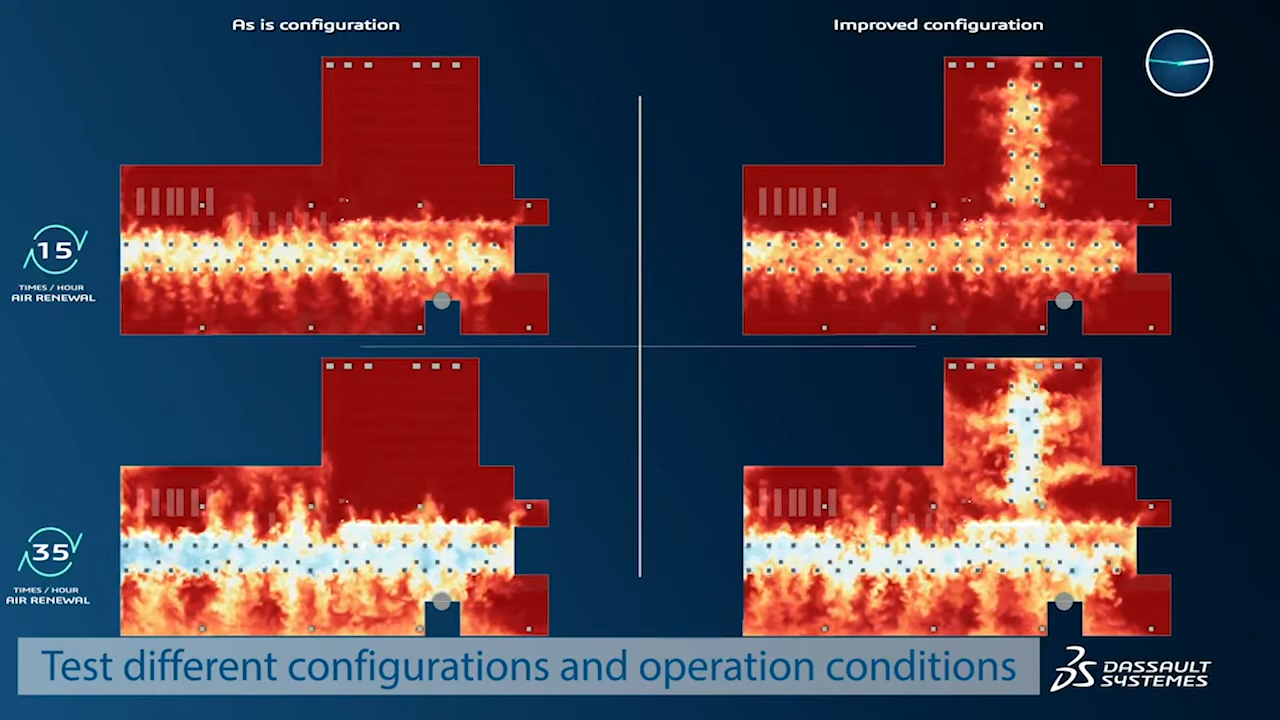 As is configuration
Improved configuration
15
TIMES / HOUR
AIR RENEWAL
35
TIMES / HOUR
AIR RENEWAL
Test different configurations and operation conditions
DASSAULT
SYSTEMES